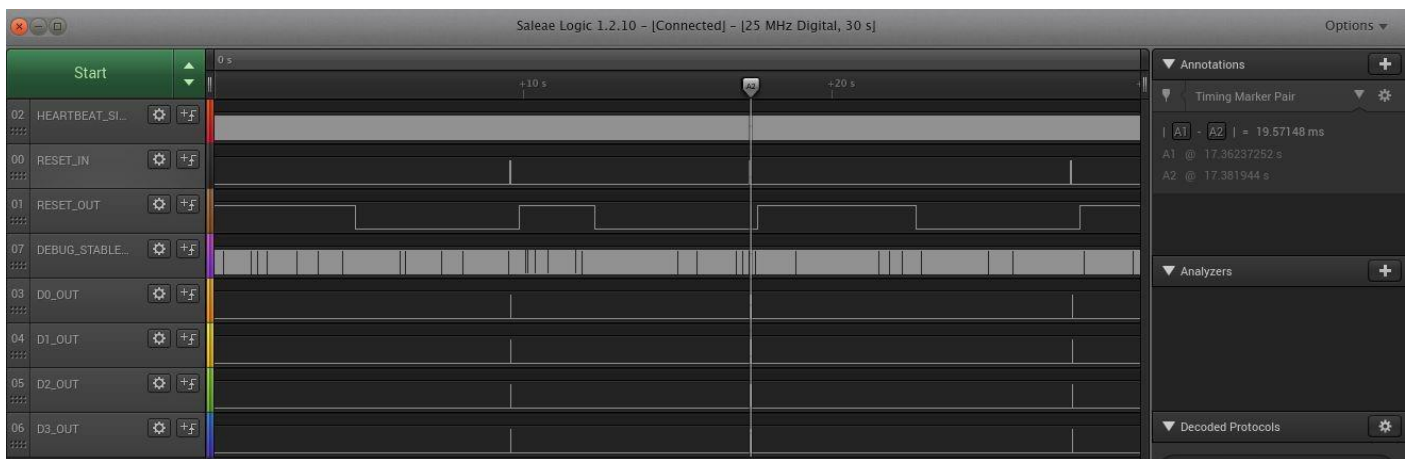 Saleae Logic 1.2.10 - [Connected] - [25 MHz Digital, 30 s]
Options
Start
0 s
+10 s
A2
+20 s
Annotations
Timing Marker Pair
| A1 - A2 | = 19.57148 ms
A1 @ 17.36237252 s
A2 @ 17.381944 s
02 HEARTBEAT_SI...
00 RESET_IN
01 RESET_OUT
07 DEBUG_STABLE...
Analyzers
03 D0_OUT
04 D1_OUT
05 D2_OUT
06 D3_OUT
Decoded Protocols